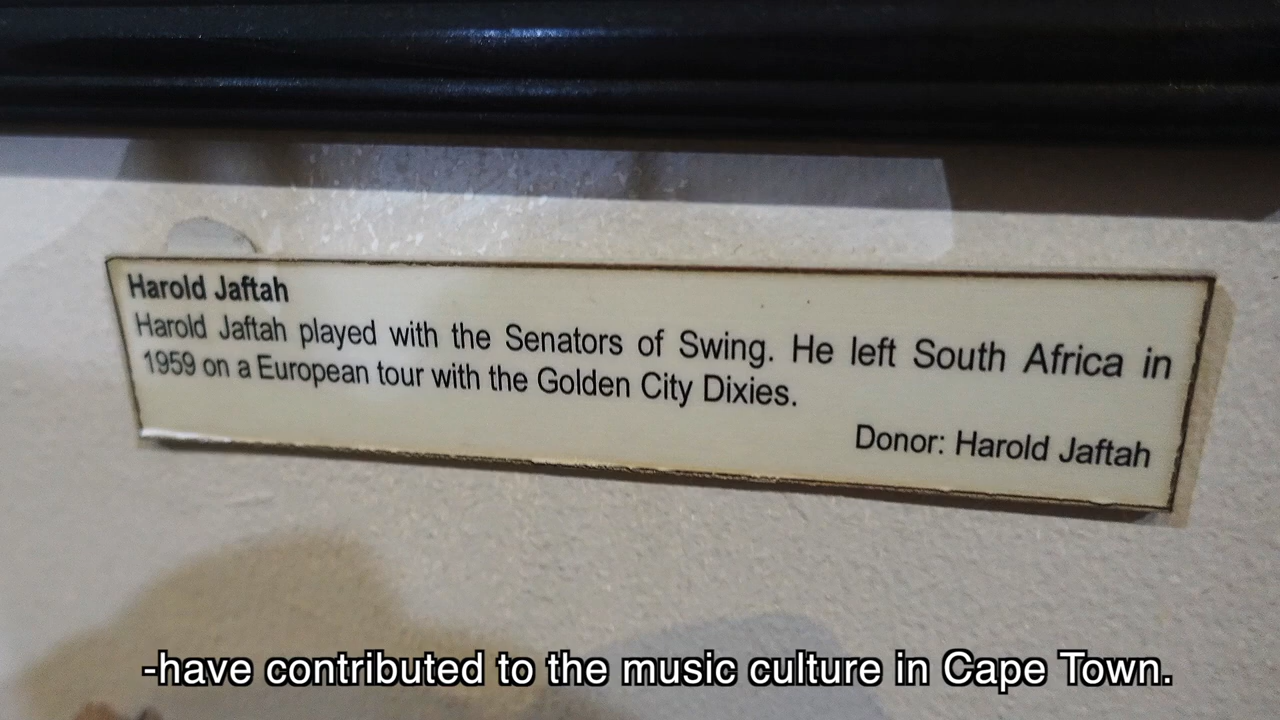 Harold Jaftah
Harold Jaftah played with the Senators of Swing. He left South Africa in
1959 on a European tour with the Golden City Dixies.
Donor: Harold Jaftah
-have contributed to the music culture in Cape Town.